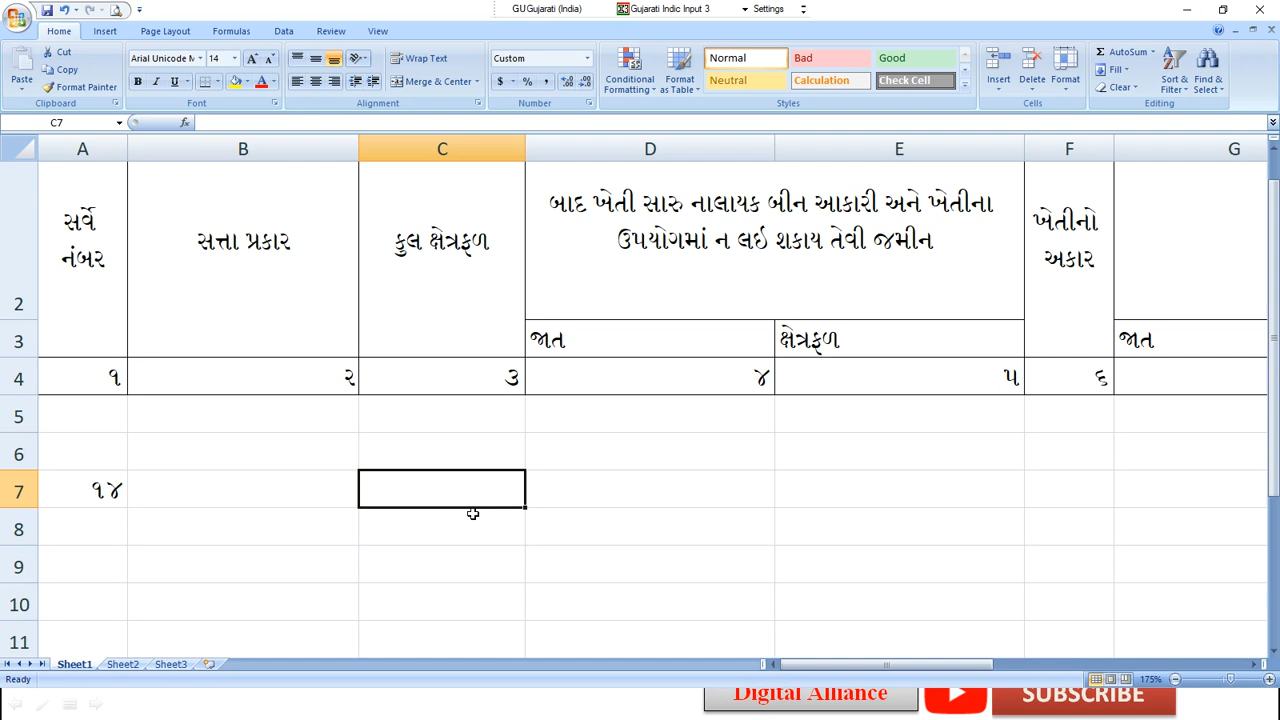 GU Gujarati (India) Gujarati Indic Input 3 Settings
Home Insert Page Layout Formulas Data Review View
Cut
Copy
Format Painter
Paste
Clipboard
Arial Unicode 14
B I U
Font
Wrap Text
Merge & Center
Alignment
Custom
$ % ,
Number
Conditional Formatting
Format as Table
Normal Bad Good
Neutral Calculation Check Cell
Styles
Insert Delete Format
Cells
Σ AutoSum
Fill
Clear
Sort & Filter
Find & Select
Editing
C7 fx
A B C D E F G
સર્વે નંબર
સત્તા પ્રકાર
કુલ ક્ષેત્રફળ
બાદ ખેતી સારુ નાલાયક બીન આકારી અને ખેતીના
ઉપયોગમાં ન લઇ શકાય તેવી જમીન
ખેતીનો અકાર
2
3 જાત ક્ષેત્રફળ જાત
4 ૧ ૨ ૩ ૪ ૫ ૬
5
6
7 ૧૪
8
9
10
11
Sheet1 Sheet2 Sheet3
Ready 175%
Digital Alliance SUBSCRIBE